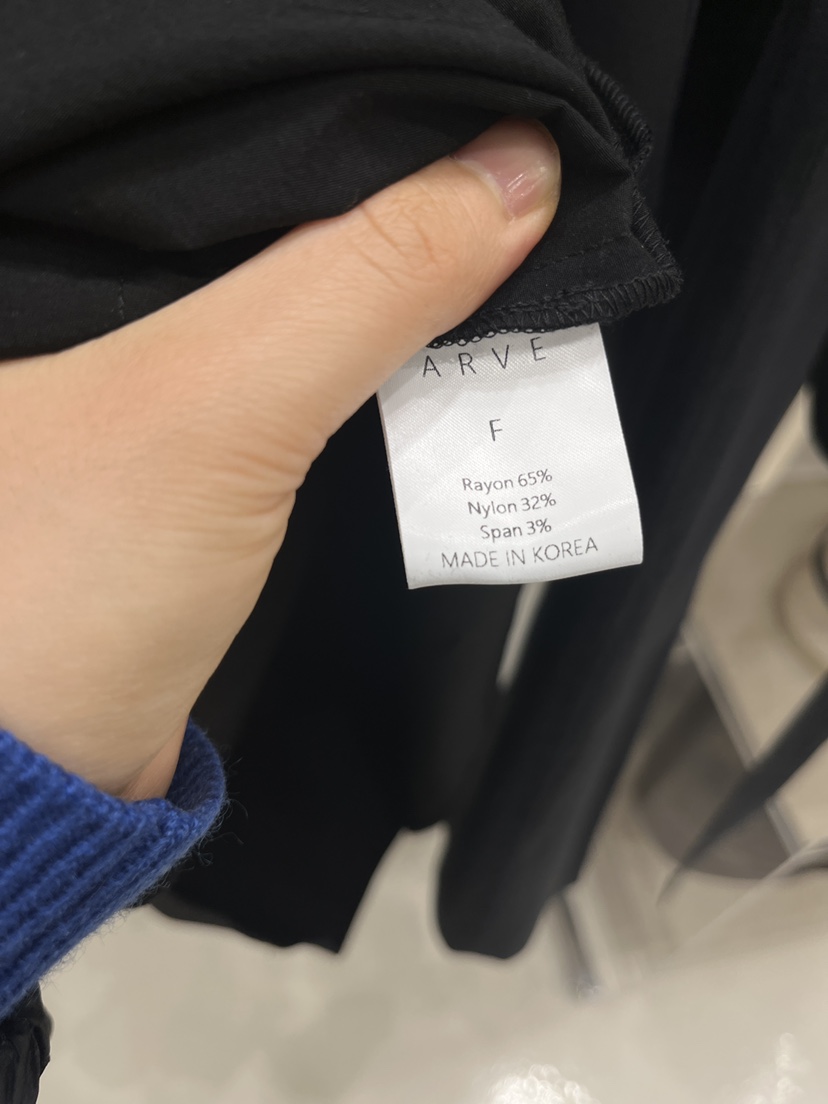 ARVE
F
Rayon 65%
Nylon 32%
Span 3%
MADE IN KOREA